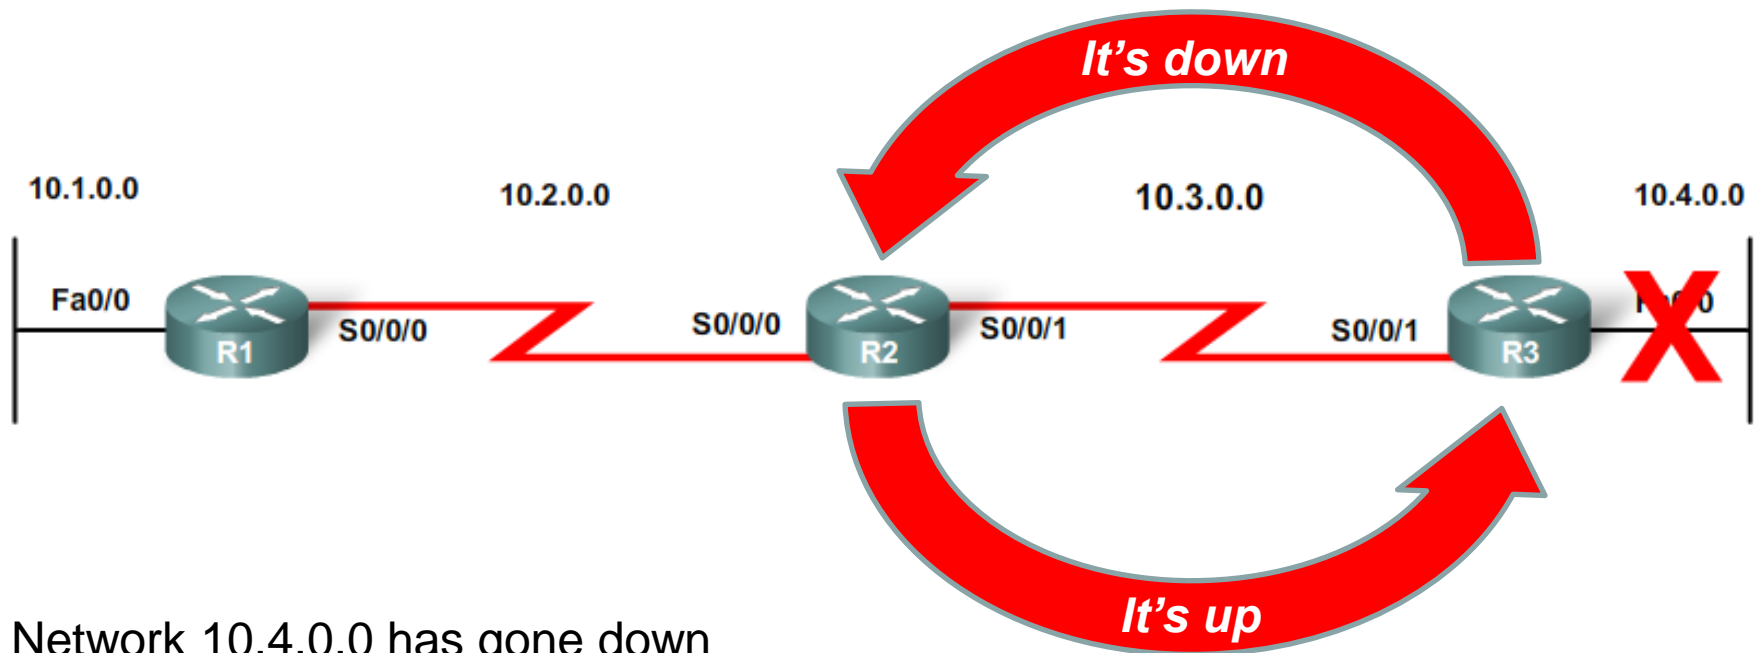 It's down
10.1.0.0
10.2.0.0
10.3.0.0
10.4.0.0
Fa0/0
S0/0/0
S0/0/0
S0/0/1
S0/0/1
R1
R2
R3
It's up
Network 10.4.0.0 has gone down